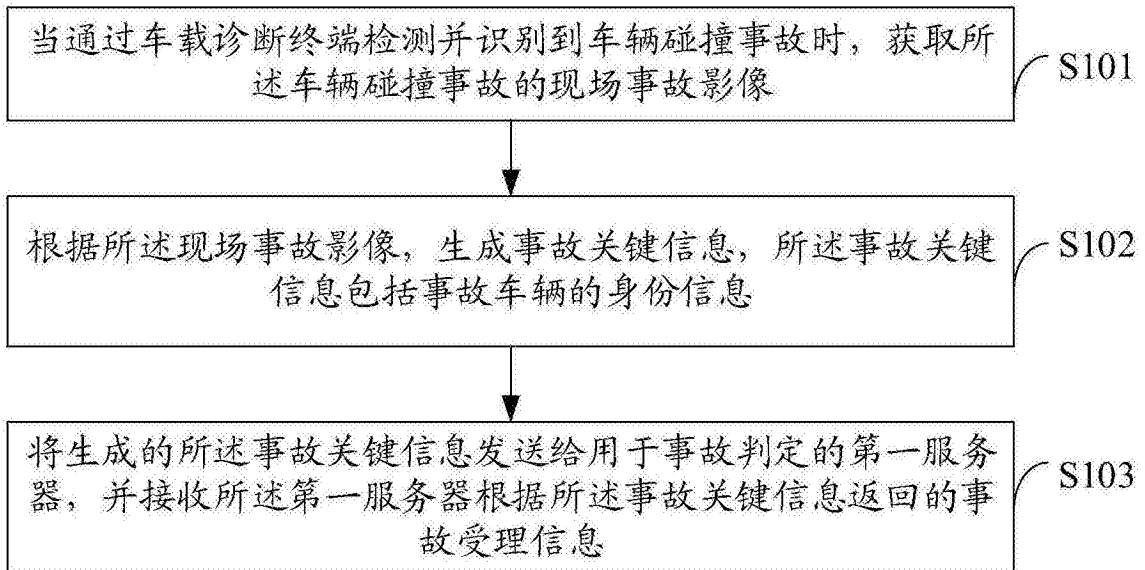 当通过车载诊断终端检测并识别到车辆碰撞事故时，获取所
述车辆碰撞事故的现场事故影像
S101
根据所述现场事故影像，生成事故关键信息，所述事故关键
信息包括事故车辆的身份信息
S102
将生成的所述事故关键信息发送给用于事故判定的第一服务
器，并接收所述第一服务器根据所述事故关键信息返回的事
故受理信息
S103